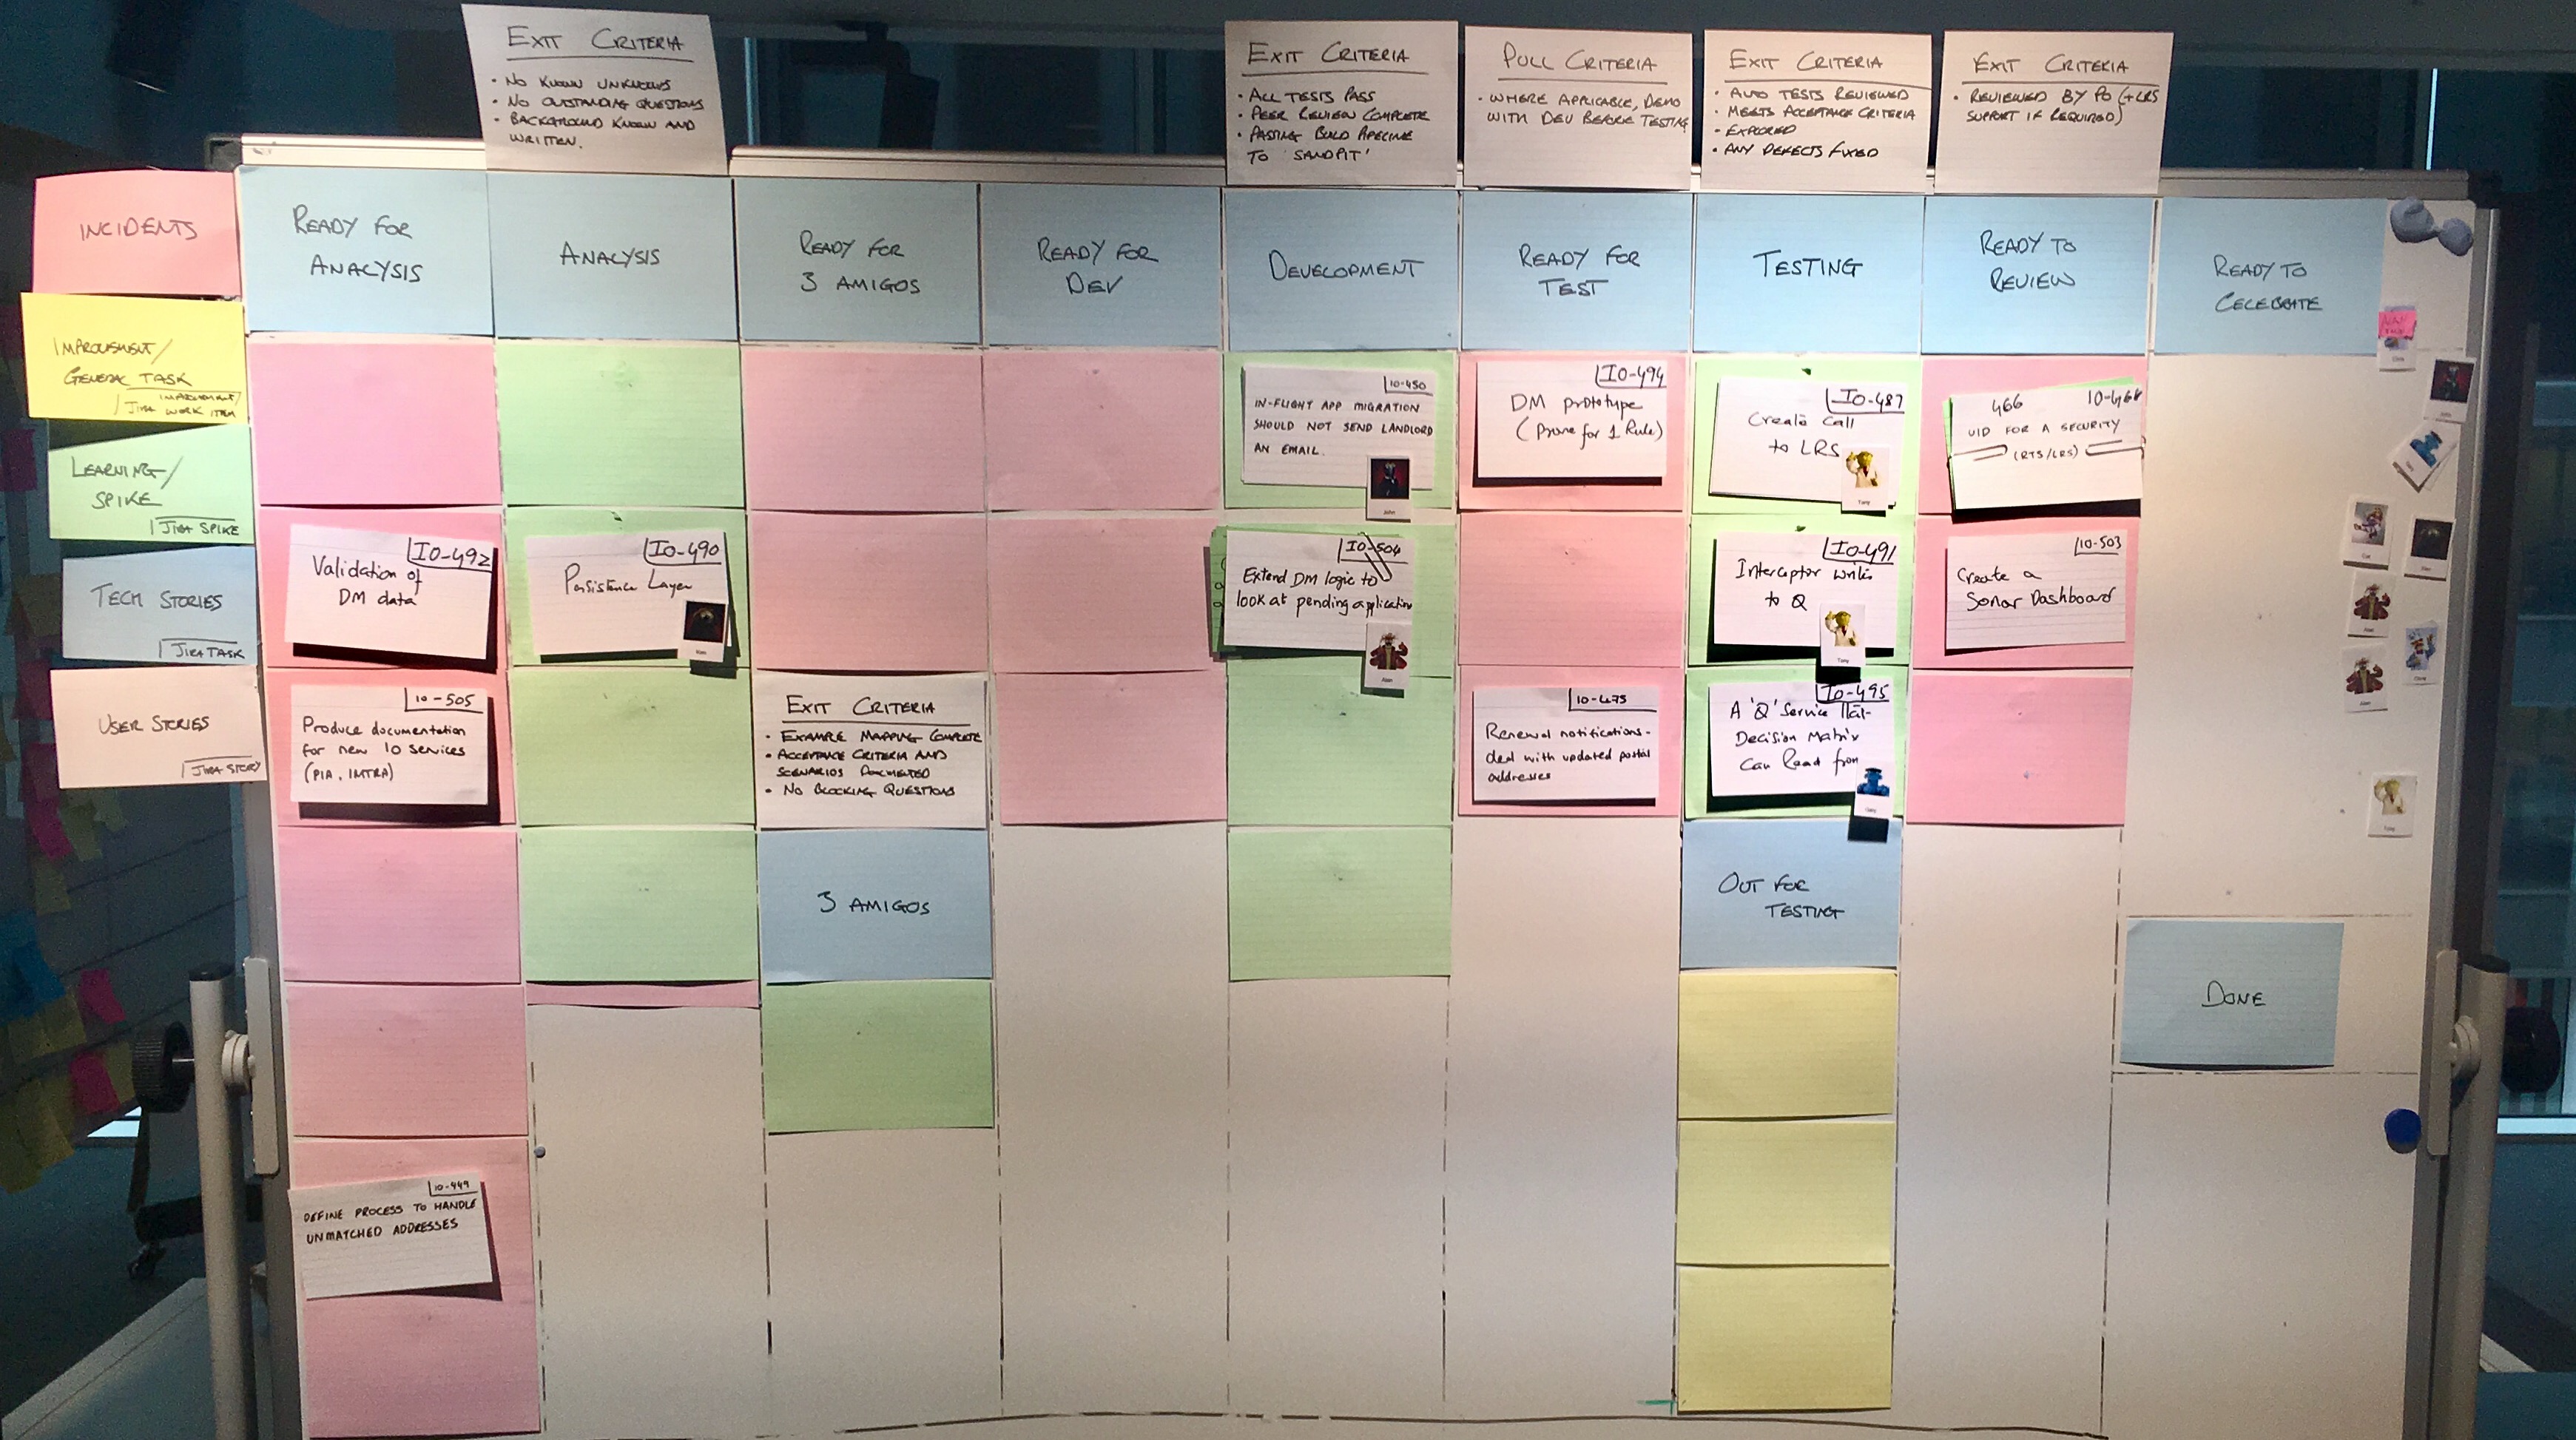 EXIT CRITERIA
• NO KNOWN UNKNOWNS
• NO OUTSTANDING QUESTIONS
• BACKGROUND KNOWN AND
WRITTEN.
EXIT CRITERIA
• ALL TESTS PASS
• PEER REVIEW COMPLETE
• PASSING BUILD PIPELINE
TO 'SANDPIT'
PULL CRITERIA
• WHERE APPLICABLE, DEMO
WITH DEV BEFORE TESTING
EXIT CRITERIA
• AUTO TESTS REVIEWED
• MEETS ACCEPTANCE CRITERIA
• EXPLORED
• ANY DEFECTS FIXED
EXIT CRITERIA
• REVIEWED BY PO (+LRS
SUPPORT IF REQUIRED)
INCIDENTS
IMPROVEMENT/
GENERAL TASK
IMPROVEMENT/
JIRA WORK ITEM
LEARNING/
SPIKE
JIRA SPIKE
TECH STORIES
JIRA TASK
USER STORIES
JIRA STORY
READY FOR
ANALYSIS
ANALYSIS
READY FOR
3 AMIGOS
READY FOR
DEV
DEVELOPMENT
READY FOR
TEST
TESTING
READY TO
REVIEW
READY TO
CELEBRATE
IO-492
Validation of
DM data
IO-505
Produce documentation
for new IO services
(PIA, IMTRA)
IO-449
DEFINE PROCESS TO HANDLE
UNMATCHED ADDRESSES
IO-490
Persistence Layer
EXIT CRITERIA
• EXAMPLE MAPPING COMPLETE
• ACCEPTANCE CRITERIA AND
SCENARIOS DOCUMENTED
• NO BLOCKING QUESTIONS
3 AMIGOS
IO-450
IN-FLIGHT APP MIGRATION
SHOULD NOT SEND LANDLORD
AN EMAIL.
John
IO-504
Extend DM logic to
look at pending application
Alan
IO-494
DM prototype
(Prove for 1 Rule)
IO-475
Renewal notifications-
deal with updated postal
addresses
IO-487
Create call
to LRS
Tony
IO-491
Interceptor writes
to Q
Tony
IO-495
A 'Q' Service that
Decision Matrix
Can Read from
OUT FOR
TESTING
466 IO-468
UID FOR A SECURITY
(RTS/LRS)
IO-503
Create a
Sonar Dashboard
Chris
Tony
DONE